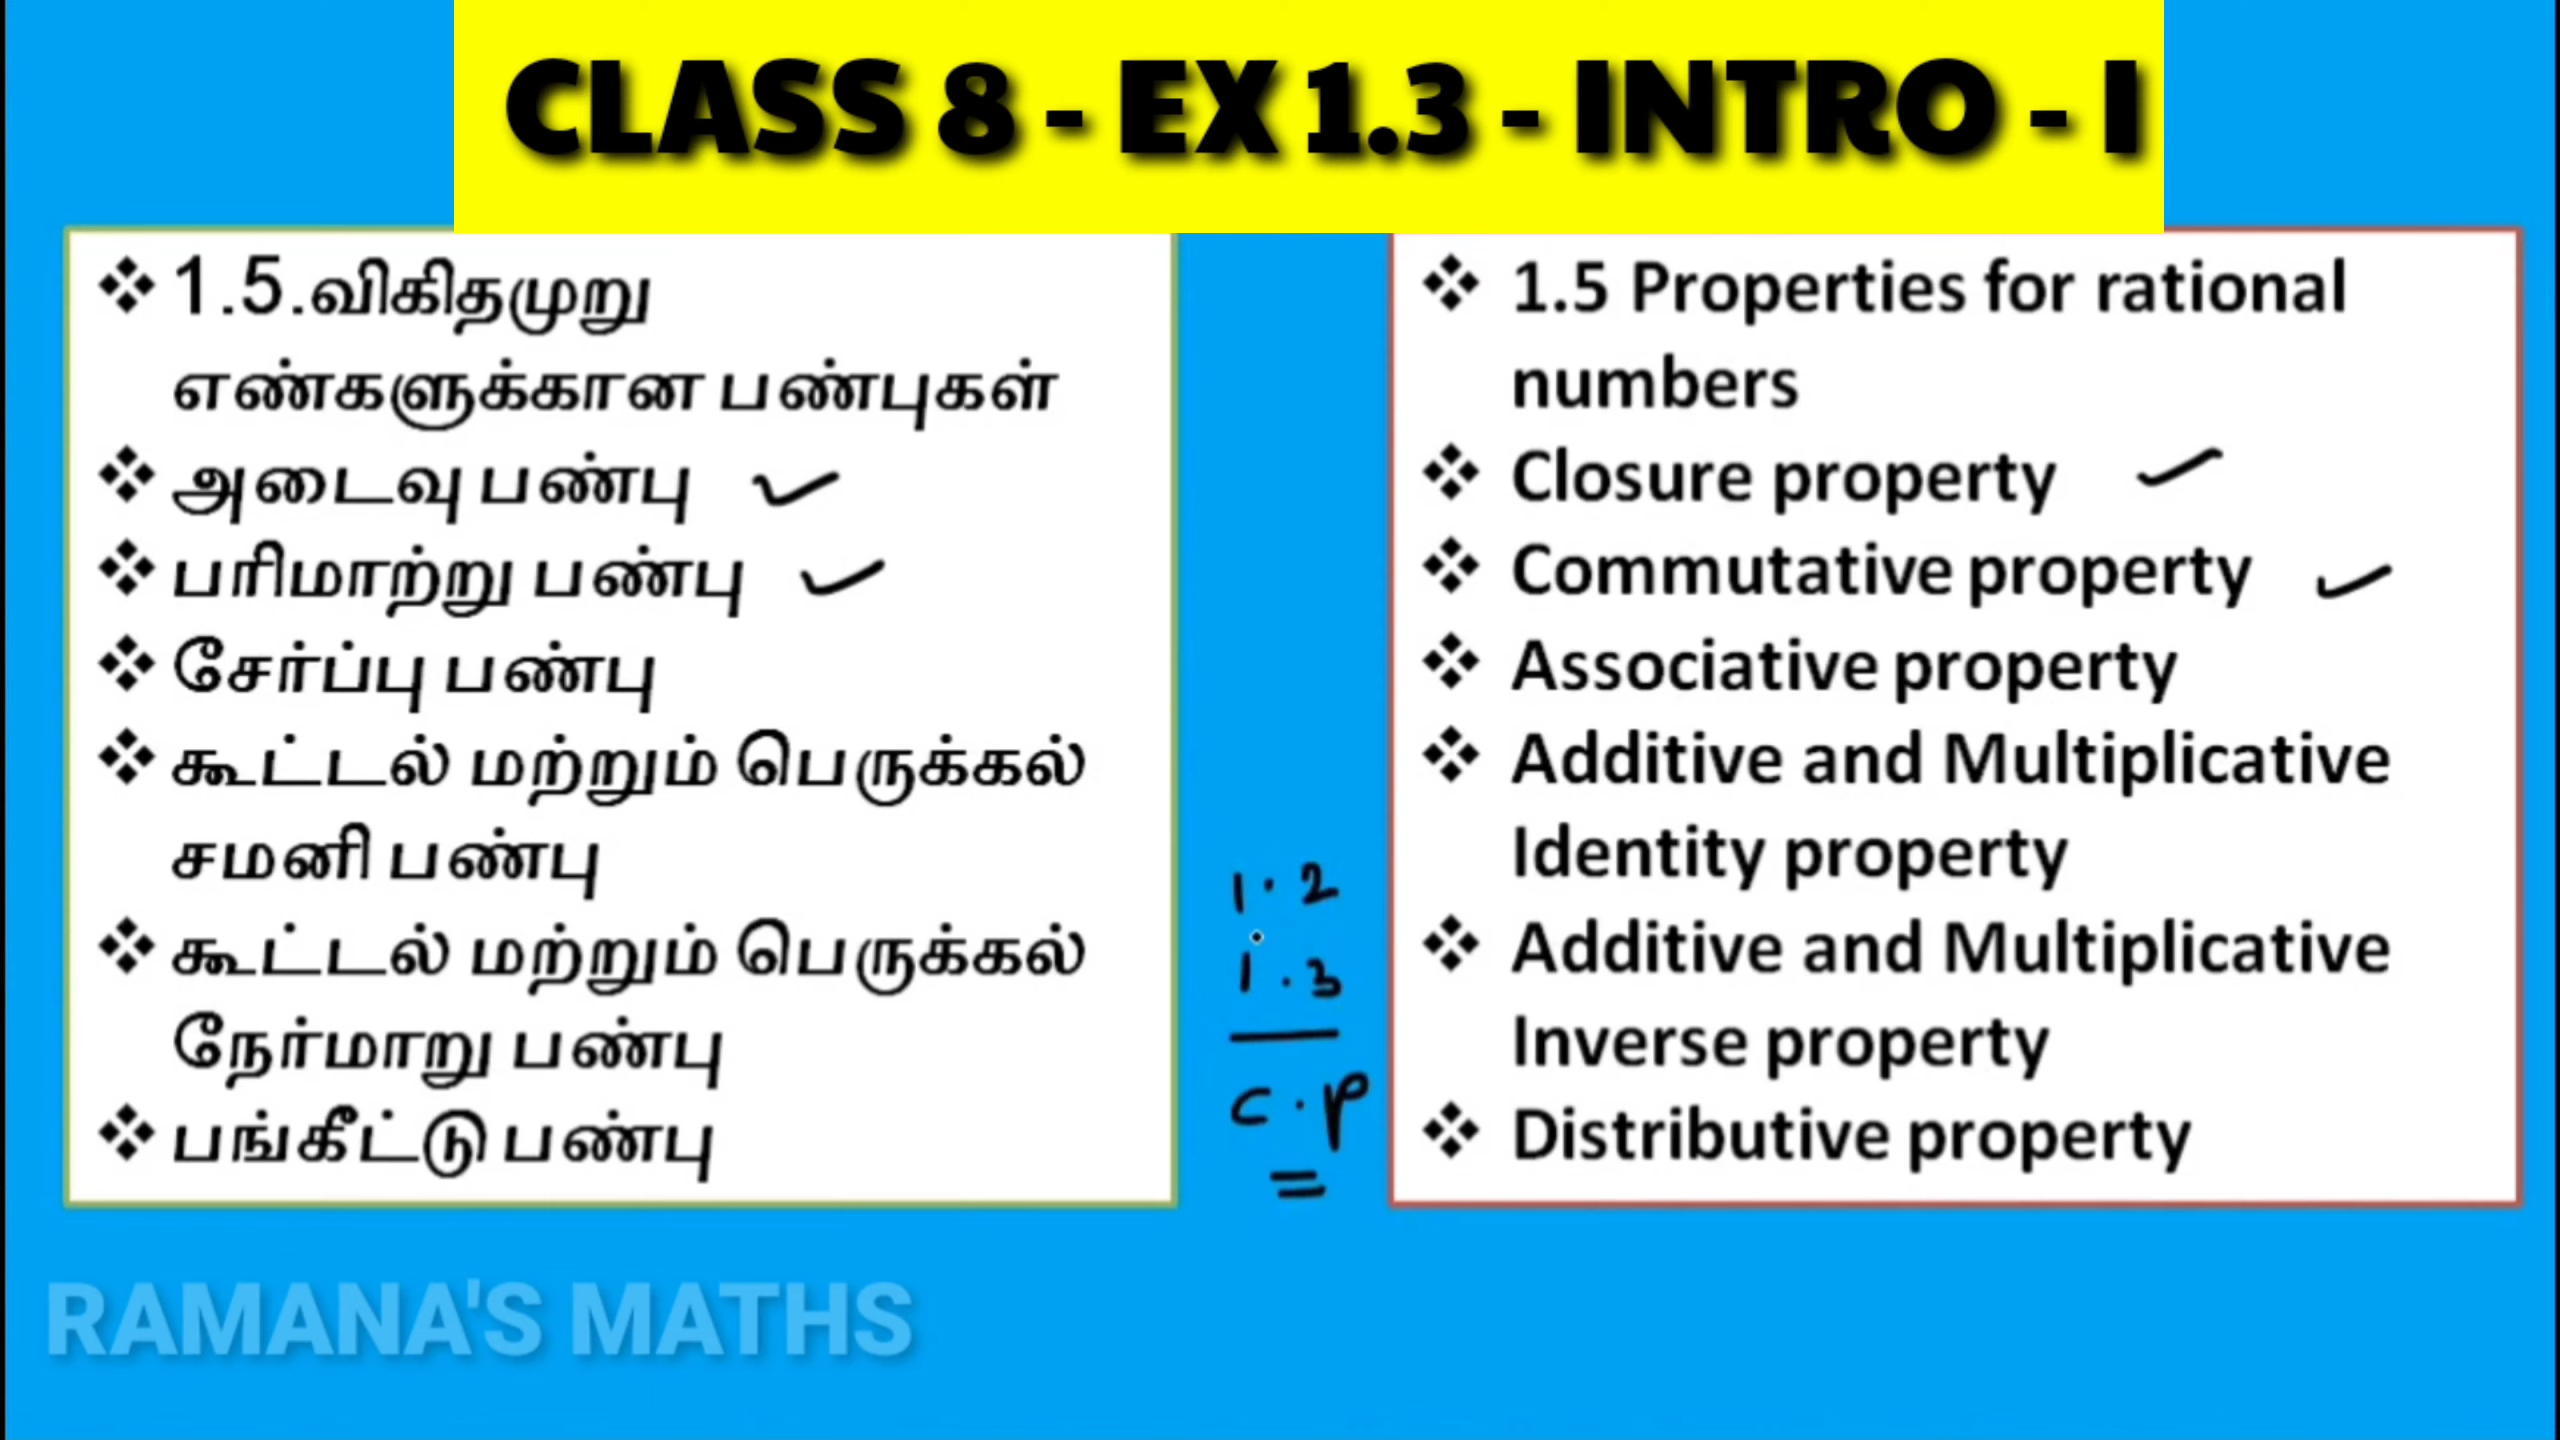 CLASS 8 - EX 1.3 - INTRO - I
❖ 1.5.விகிதமுறு
எண்களுக்கான பண்புகள்
❖ அடைவு பண்பு ✓
❖ பரிமாற்று பண்பு ✓
❖ சேர்ப்பு பண்பு
❖ கூட்டல் மற்றும் பெருக்கல்
சமனி பண்பு
❖ கூட்டல் மற்றும் பெருக்கல்
நேர்மாறு பண்பு
❖ பங்கீட்டு பண்பு
1.2
1.3
C.P
❖ 1.5 Properties for rational
numbers
❖ Closure property ✓
❖ Commutative property ✓
❖ Associative property
❖ Additive and Multiplicative
Identity property
❖ Additive and Multiplicative
Inverse property
❖ Distributive property
RAMANA'S MATHS